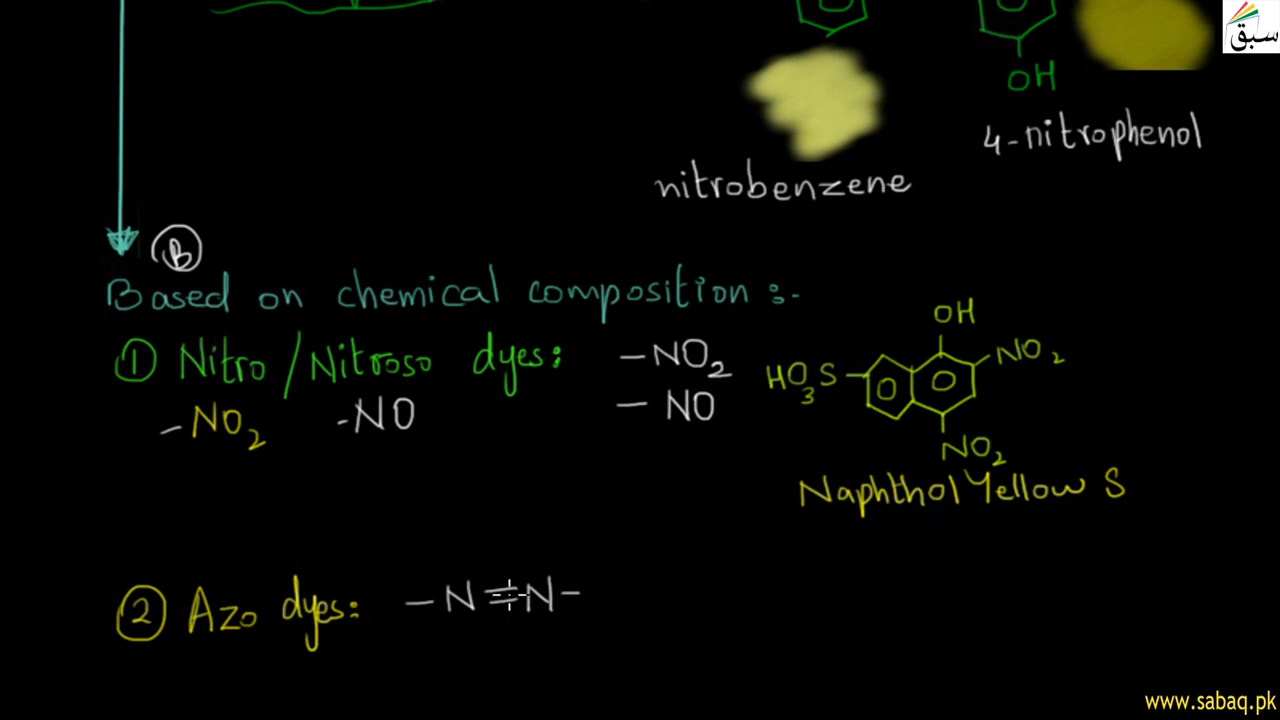 سبق
OH
4-nitrophenol
nitrobenzene
B
Based on chemical composition :-
① Nitro/Nitroso dyes: -NO₂
-NO₂ -NO - NO
OH
HO₃S NO₂
NO₂
Naphthol Yellow S
② Azo dyes: -N=N-
www.sabaq.pk